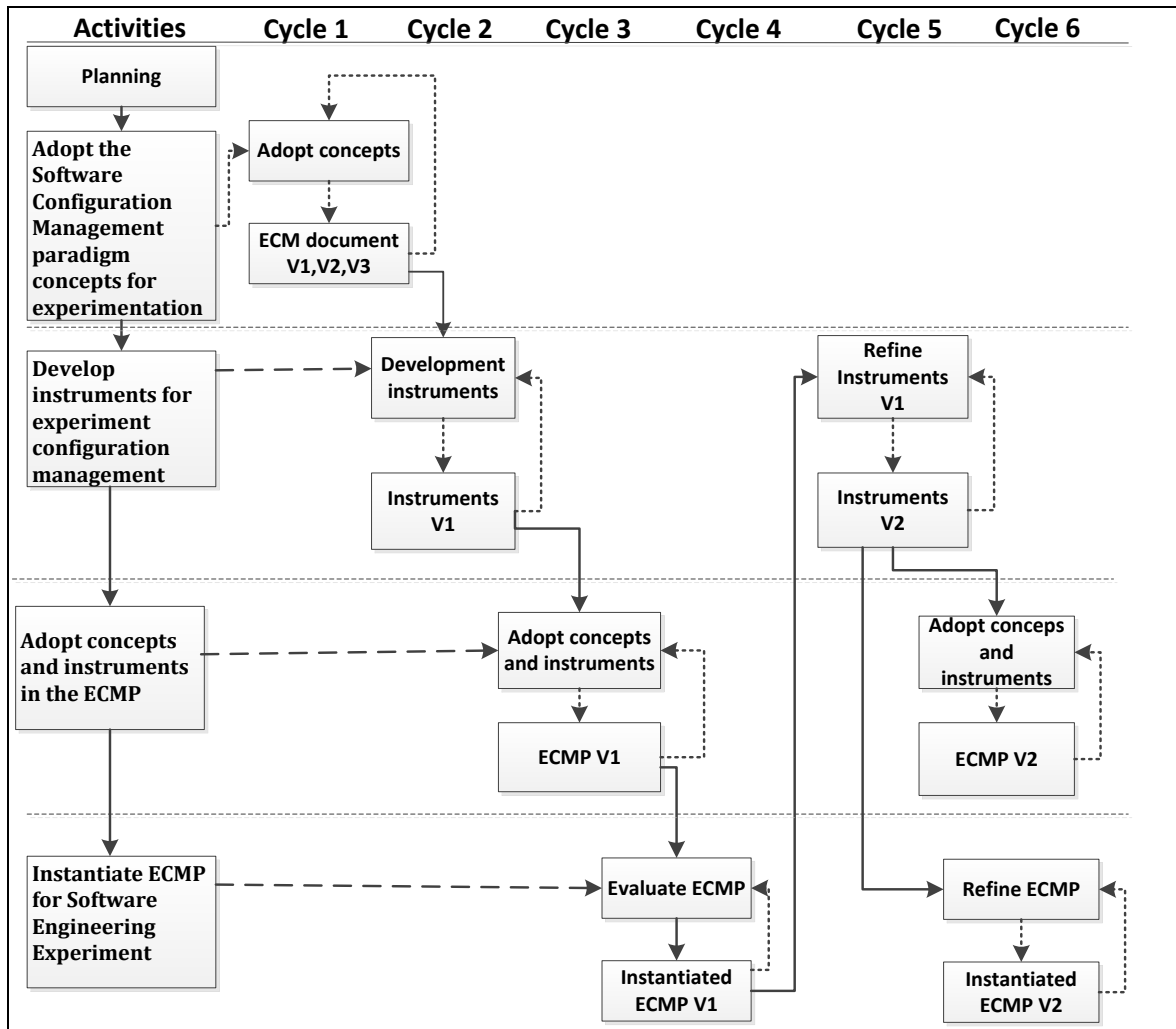 Activities Cycle 1 Cycle 2 Cycle 3 Cycle 4 Cycle 5 Cycle 6
Planning
Adopt the
Software
Configuration
Management
paradigm
concepts for
experimentation
Adopt concepts
ECM document
V1,V2,V3
Develop
instruments for
experiment
configuration
management
Development
instruments
Instruments
V1
Refine
Instruments
V1
Instruments
V2
Adopt concepts
and instruments
in the ECMP
Adopt concepts
and instruments
ECMP V1
Adopt conceps
and
instruments
ECMP V2
Instantiate ECMP
for Software
Engineering
Experiment
Evaluate ECMP
Instantiated
ECMP V1
Refine ECMP
Instantiated
ECMP V2